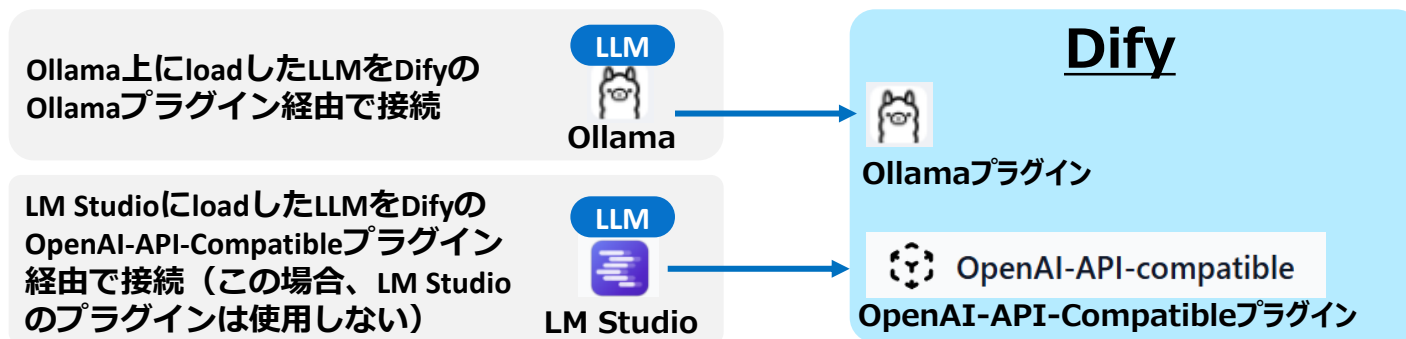 Ollama上にloadしたLLMをDifyの
Ollamaプラグイン経由で接続
LLM
Ollama
LM StudioにloadしたLLMをDifyの
OpenAI-API-Compatibleプラグイン
経由で接続（この場合、LM Studio
のプラグインは使用しない）
LLM
LM Studio
Dify
Ollamaプラグイン
OpenAI-API-compatible
OpenAI-API-Compatibleプラグイン